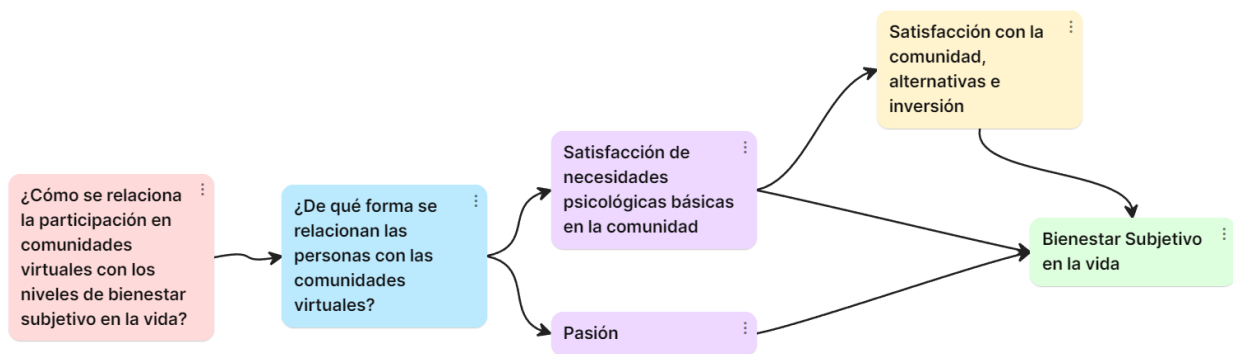 ¿Cómo se relaciona
la participación en
comunidades
virtuales con los
niveles de bienestar
subjetivo en la vida?
¿De qué forma se
relacionan las
personas con las
comunidades
virtuales?
Satisfacción de
necesidades
psicológicas básicas
en la comunidad
Pasión
Satisfacción con la
comunidad,
alternativas e
inversión
Bienestar Subjetivo
en la vida